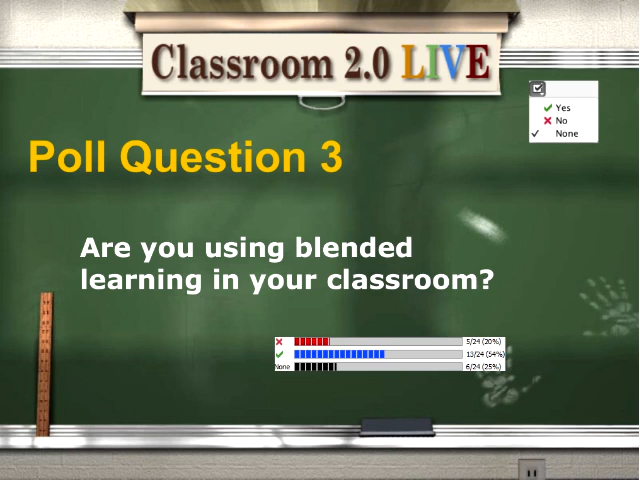 Classroom 2.0 LIVE
Yes
No
None
Poll Question 3
Are you using blended
learning in your classroom?
5/24 (20%)
13/24 (54%)
None 6/24 (25%)